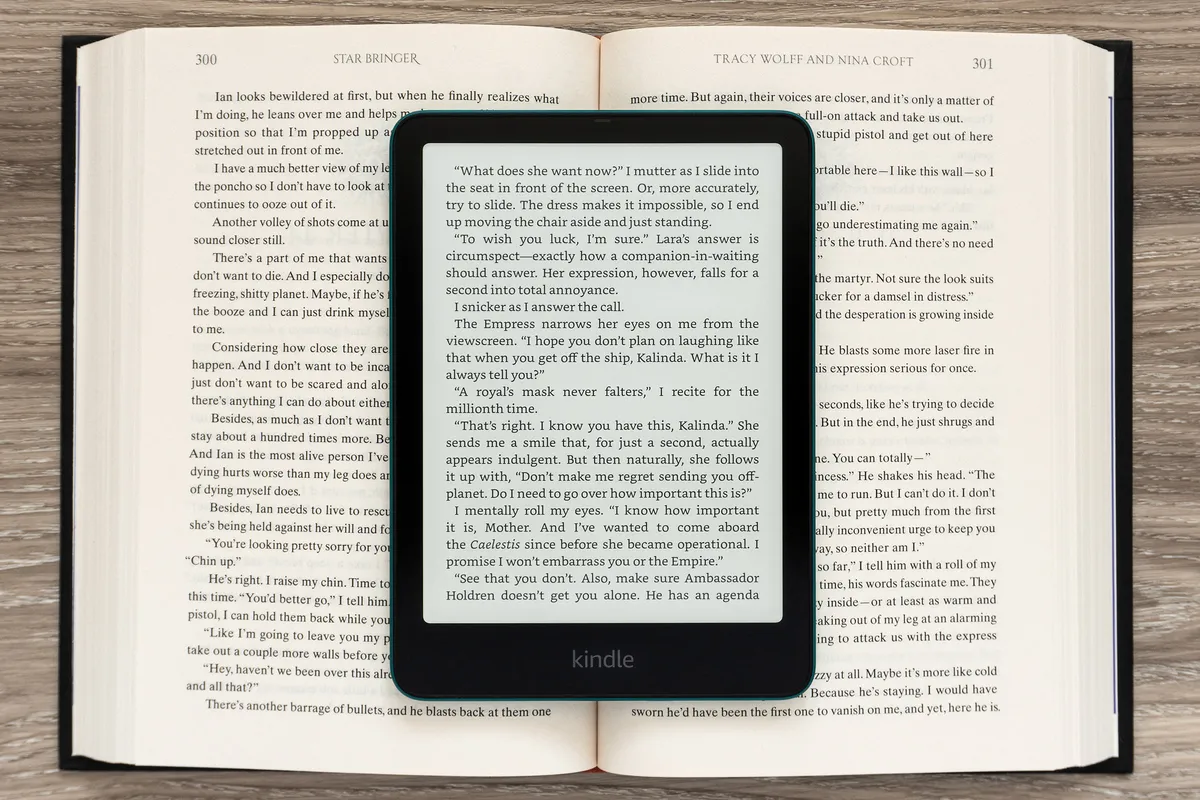 300
STAR BRINGER
Ian looks bewildered at first, but when he finally realizes what
I'm doing, he leans over me and helps
position so that I'm propped up
stretched out in front of me.
I have a much better view of my
the poncho so I don't have to look at
continues to ooze out of it.
Another volley of shots come at
sound closer still.
There's a part of me that wants
don't want to die. And I especially
freezing, shitty planet. Maybe, if he's
the booze and I can just drink
to me.
Considering how close they are
happen. And I don't want to be
just don't want to be scared and
there's anything I can do about
Besides, as much as I don't want
stay about a hundred times more.
And Ian is the most alive person I've
dying hurts worse than my leg does
of dying myself does.
Besides, Ian needs to live to
she's being held against her will and
"You're looking pretty sorry for
"Chin up."
He's right. I raise my chin. Time to
this time. "You'd better go," I tell him.
pistol, I can hold them back while
"Like I'm going to leave you my
take out a couple more walls before
"Hey, haven't we been over this
and all that?"
There's another barrage of bullets, and he blasts back at them one
"What does she want now?" I mutter as I slide into
the seat in front of the screen. Or, more accurately,
try to slide. The dress makes it impossible, so I end
up moving the chair aside and just standing.
"To wish you luck, I'm sure." Lara's answer is
circumspect—exactly how a companion-in-waiting
should answer. Her expression, however, falls for a
second into total annoyance.
I snicker as I answer the call.
The Empress narrows her eyes on me from the
viewscreen. "I hope you don't plan on laughing like
that when you get off the ship, Kalinda. What is it I
always tell you?"
"A royal's mask never falters," I recite for the
millionth time.
"That's right. I know you have this, Kalinda." She
sends me a smile that, for just a second, actually
appears indulgent. But then naturally, she follows
it up with, "Don't make me regret sending you off-
planet. Do I need to go over how important this is?"
I mentally roll my eyes. "I know how important
it is, Mother. And I've wanted to come aboard
the Caelestis since before she became operational. I
promise I won't embarrass you or the Empire."
"See that you don't. Also, make sure Ambassador
Holdren doesn't get you alone. He has an agenda
kindle
TRACY WOLFF AND NINA CROFT
301
more time. But again, their voices are closer, and it's only a matter of
full-on attack and take us out.
stupid pistol and get out of here
here—I like this wall—so I
die."
go underestimating me again."
it's the truth. And there's no need
"
the martyr. Not sure the look suits
for a damsel in distress."
the desperation is growing inside
He blasts some more laser fire in
expression serious for once.
seconds, like he's trying to decide
But in the end, he just shrugs and
You can totally—"
He shakes his head. "The
me to run. But I can't do it. I don't
but pretty much from the first
inconvenient urge to keep you
so neither am I."
so far," I tell him with a roll of my
time, his words fascinate me. They
inside—or at least as warm and
out of my leg at an alarming
to attack us with the express
at all. Maybe it's more like cold
Because he's staying. I would have
sworn he'd have been the first one to vanish on me, and yet, here he is.